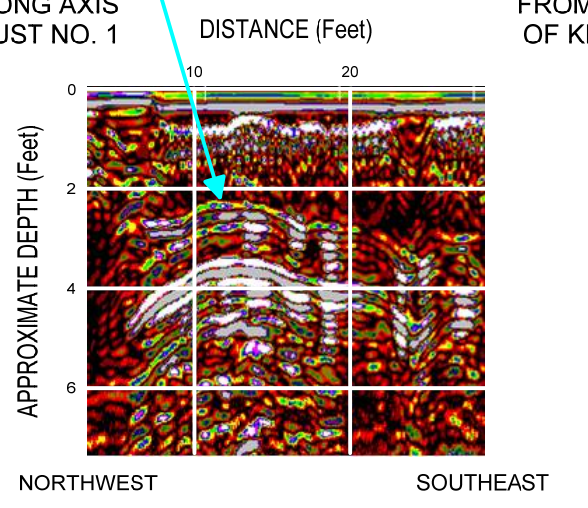 ONG AXIS
UST NO. 1
FROM
OF K
DISTANCE (Feet)
10
20
0
2
4
6
APPROXIMATE DEPTH (Feet)
NORTHWEST
SOUTHEAST